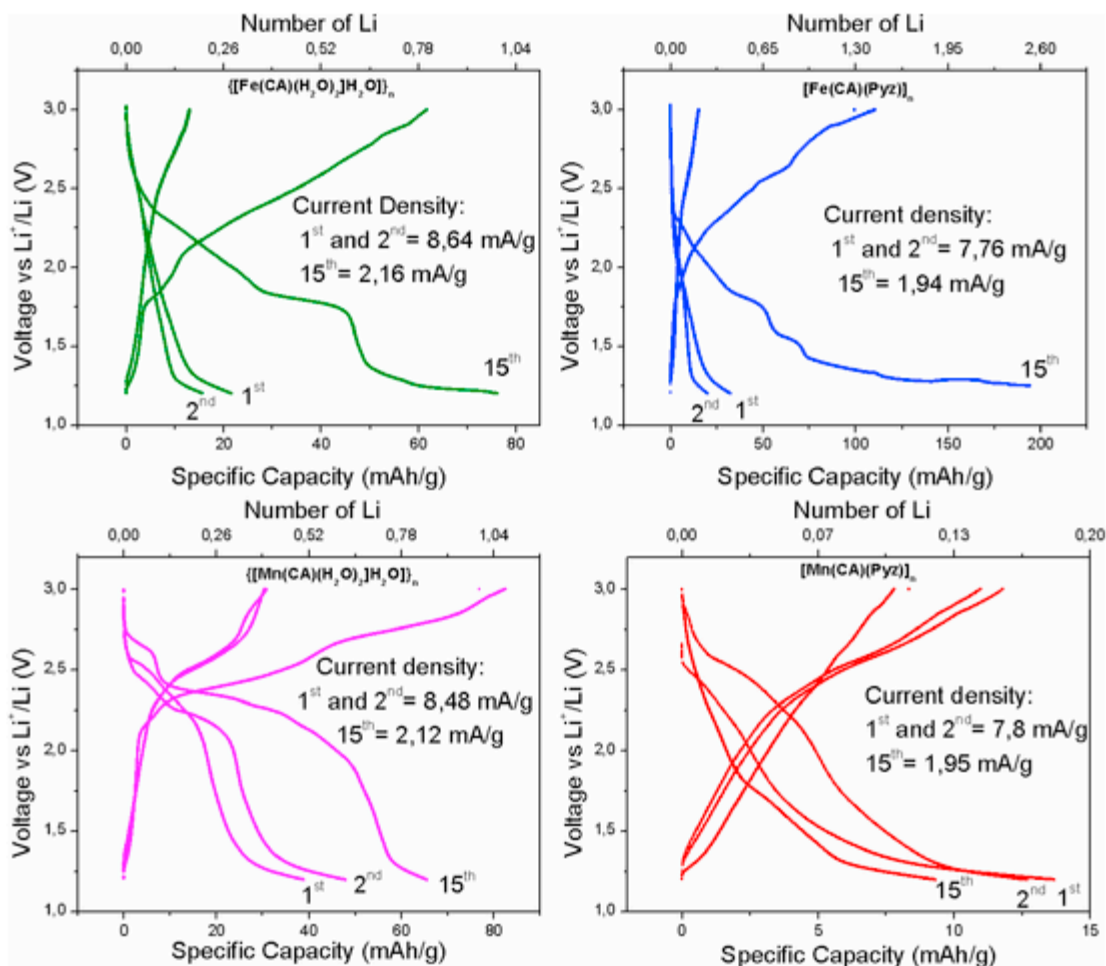 Number of Li
0,00 0,26 0,52 0,78 1,04
{[Fe(CA)(H2O)2]H2O]}n
Voltage vs Li+/Li (V)
3,0
2,5
2,0
1,5
1,0
Current Density:
1st and 2nd= 8,64 mA/g
15th= 2,16 mA/g
15th
2nd
1st
0 20 40 60 80
Specific Capacity (mAh/g)
Number of Li
0,00 0,65 1,30 1,95 2,60
[Fe(CA)(Pyz)]n
Voltage vs Li+/Li (V)
3,0
2,5
2,0
1,5
1,0
Current density:
1st and 2nd= 7,76 mA/g
15th= 1,94 mA/g
15th
2nd
1st
0 50 100 150 200
Specific Capacity (mAh/g)
Number of Li
0,00 0,26 0,52 0,78 1,04
{[Mn(CA)(H2O)2]H2O]}n
Voltage vs Li+/Li (V)
3,0
2,5
2,0
1,5
1,0
Current density:
1st and 2nd= 8,48 mA/g
15th= 2,12 mA/g
1st
2nd
15th
0 20 40 60 80
Specific Capacity (mAh/g)
Number of Li
0,00 0,07 0,13 0,20
[Mn(CA)(Pyz)]n
Voltage vs Li+/Li (V)
3,0
2,5
2,0
1,5
1,0
Current density:
1st and 2nd= 7,8 mA/g
15th= 1,95 mA/g
15th
2nd
1st
0 5 10 15
Specific Capacity (mAh/g)